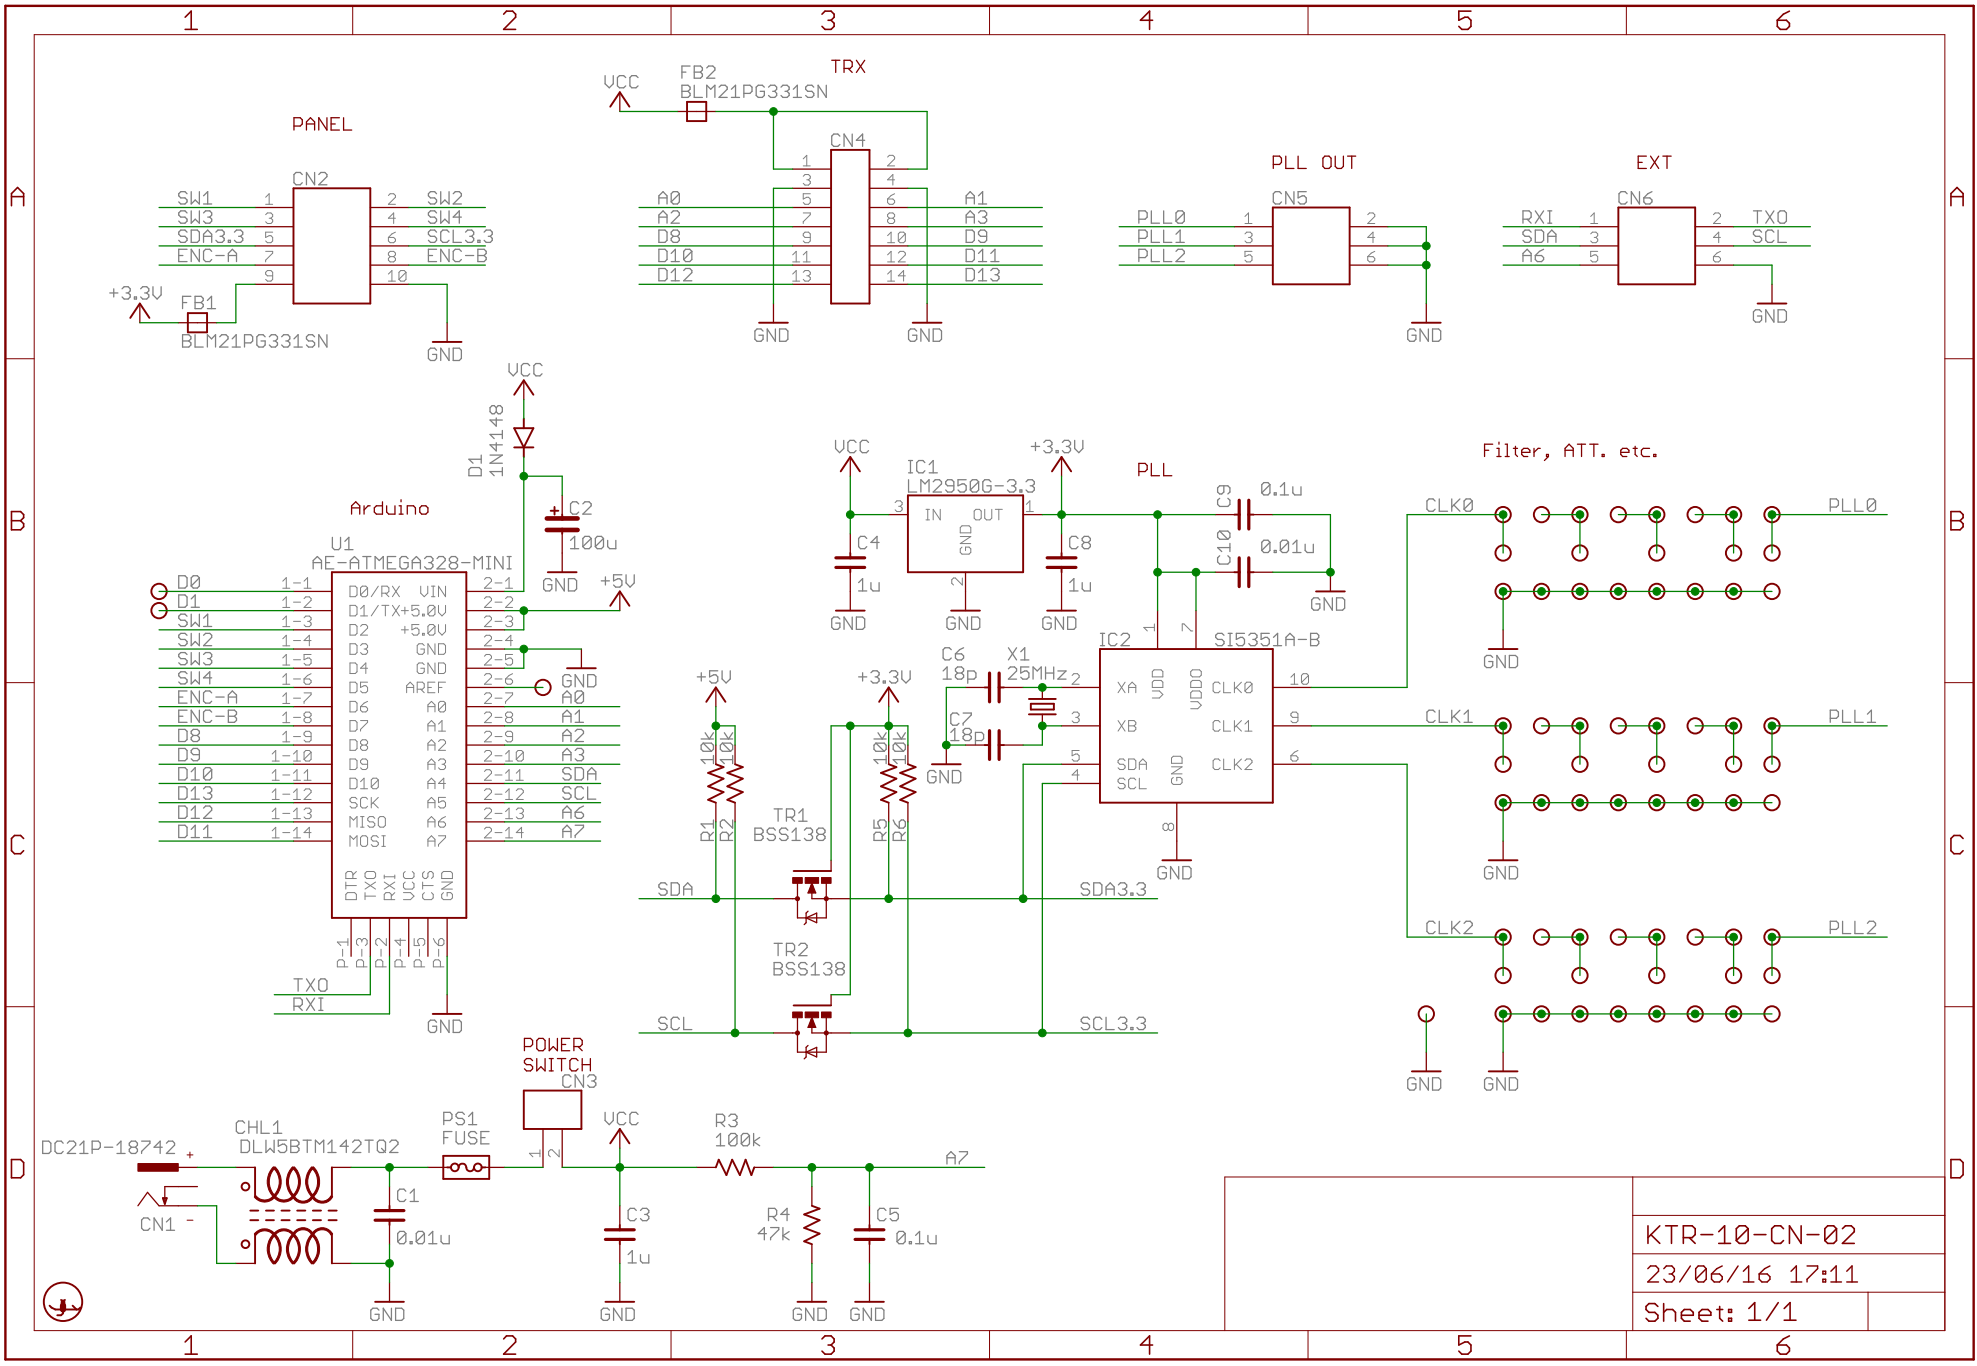 1 2 3 4 5 6
A
A
B
B
C
C
D
D
PANEL
CN2
SW1 1 2 SW2
SW3 3 4 SW4
SDA3.3 5 6 SCL3.3
ENC-A 7 8 ENC-B
9 10
+3.3V
FB1
BLM21PG331SN
GND
TRX
VCC
FB2
BLM21PG331SN
CN4
1 2
3 4
A0 5 6 A1
A2 7 8 A3
D8 9 10 D9
D10 11 12 D11
D12 13 14 D13
GND GND
PLL OUT
CN5
PLL0 1 2
PLL1 3 4
PLL2 5 6
GND
EXT
CN6
RXI 1 2 TXO
SDA 3 4 SCL
A6 5 6
GND
VCC
D1
1N4148
C2
100u
GND
+5V
Arduino
U1
AE-ATMEGA328-MINI
D0 1-1 D0/RX VIN 2-1
D1 1-2 D1/TX +5.0V 2-2
SW1 1-3 D2 +5.0V 2-3
SW2 1-4 D3 GND 2-4
SW3 1-5 D4 GND 2-5
GND
SW4 1-6 D5 AREF 2-6
ENC-A 1-7 D6 A0 2-7 A0
ENC-B 1-8 D7 A1 2-8 A1
D8 1-9 D8 A2 2-9 A2
D9 1-10 D9 A3 2-10 A3
D10 1-11 D10 A4 2-11 SDA
D13 1-12 SCK A5 2-12 SCL
D12 1-13 MISO A6 2-13 A6
D11 1-14 MOSI A7 2-14 A7
DTR TXO RXI VCC CTS GND
P-1 P-3 P-2 P-4 P-5 P-6
TXO
RXI
GND
VCC
IC1
LM2950G-3.3
+3.3V
3 IN OUT 1
GND
2
C4
1u
C8
1u
GND GND GND
PLL
C9 0.1u
C10 0.01u
GND
IC2 SI5351A-B
1 7
VDD VDDO
C6
18p
X1
25MHz
C7
18p
GND
2 XA CLK0 10
3 XB CLK1 9
5 SDA GND CLK2 6
4 SCL
8
GND
+5V
+3.3V
10k 10k
10k 10k
R1 R2
R5 R6
TR1
BSS138
SDA SDA3.3
TR2
BSS138
SCL SCL3.3
Filter, ATT. etc.
CLK0 PLL0
GND
CLK1 PLL1
GND
CLK2 PLL2
GND GND
POWER
SWITCH
CN3
1 2
DC21P-18742
+
CN1 -
CHL1
DLW5BTM142TQ2
C1
0.01u
GND
PS1
FUSE
VCC
C3
1u
GND
R3
100k
A7
R4
47k
GND
C5
0.1u
GND
KTR-10-CN-02
23/06/16 17:11
Sheet: 1/1
1 2 3 4 5 6